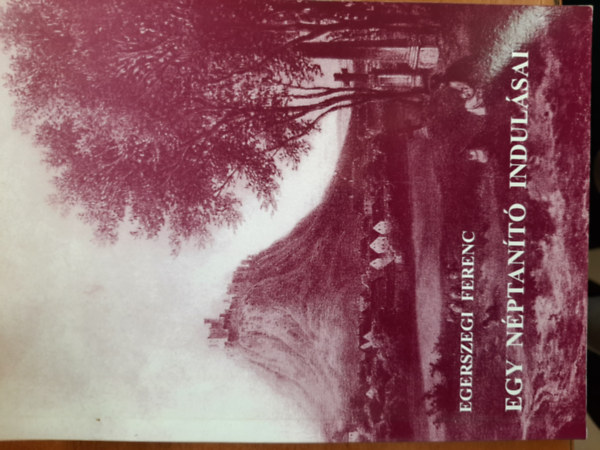 EGERSZEGI FERENC
EGY NÉPTANÍTÓ INDULÁSAI